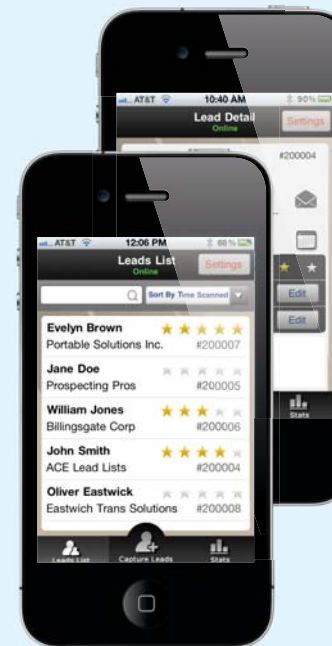 AT&T 10:40 AM 90%
Lead Detail Settings
Online
#200004
Edit
Edit
Stats
AT&T 12:06 PM 66%
Leads List Settings
Online
Sort By Time Scanned
Evelyn Brown
Portable Solutions Inc. #200007
Jane Doe
Prospecting Pros #200005
William Jones
Billingsgate Corp #200006
John Smith
ACE Lead Lists #200004
Oliver Eastwick
Eastwich Trans Solutions #200008
Leads List Capture Leads Stats